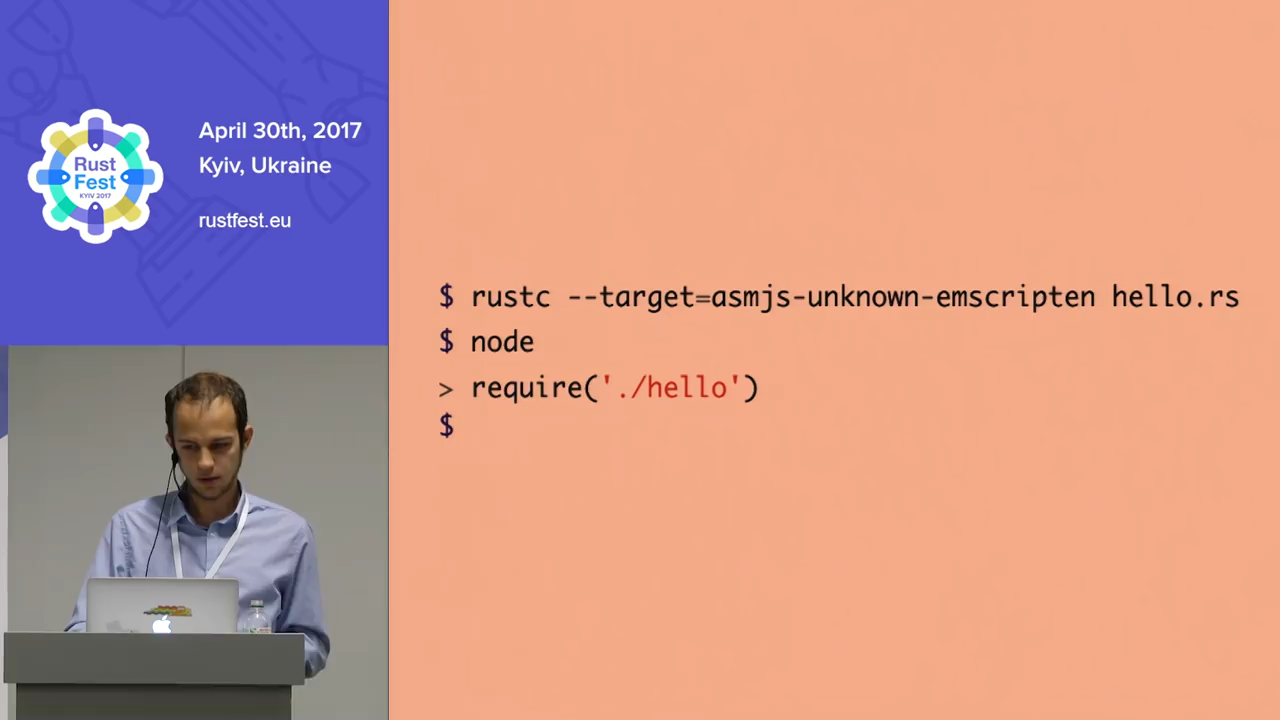 Rust
Fest
KYIV 2017
April 30th, 2017
Kyiv, Ukraine
rustfest.eu
$ rustc --target=asmjs-unknown-emscripten hello.rs
$ node
> require('./hello')
$